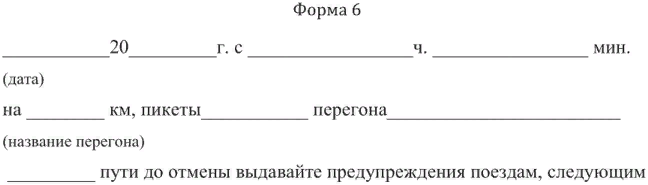 Форма 6
___________20_________г. с _________________ч. ________________ мин.
(дата)
на ________ км, пикеты___________ перегона________________________
(название перегона)
_________ пути до отмены выдавайте предупреждения поездам, следующим